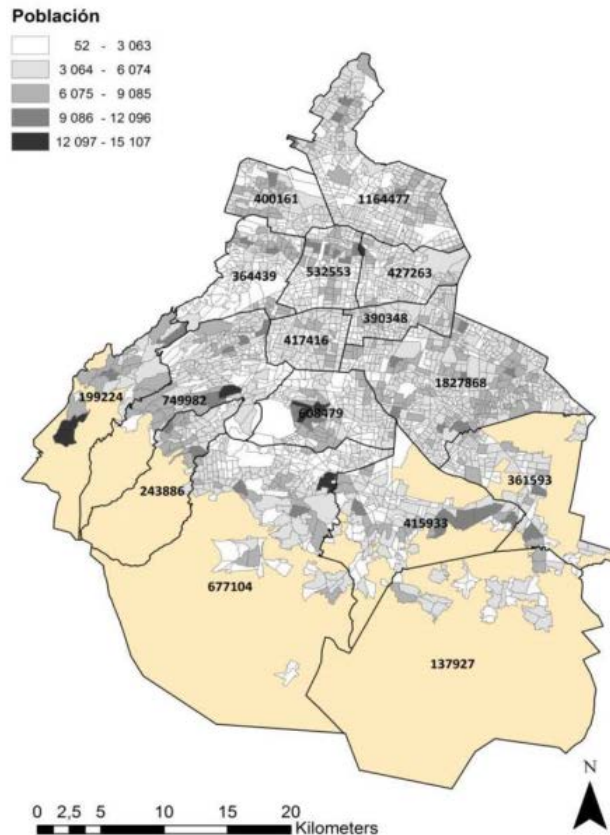 Población
52 - 3 063
3 064 - 6 074
6 075 - 9 085
9 086 - 12 096
12 097 - 15 107
400161
1164477
364439
532553
427263
390348
417416
1827868
199224
749982
608479
361593
243886
415933
677104
137927
N
0 2,5 5 10 15 20
Kilometers